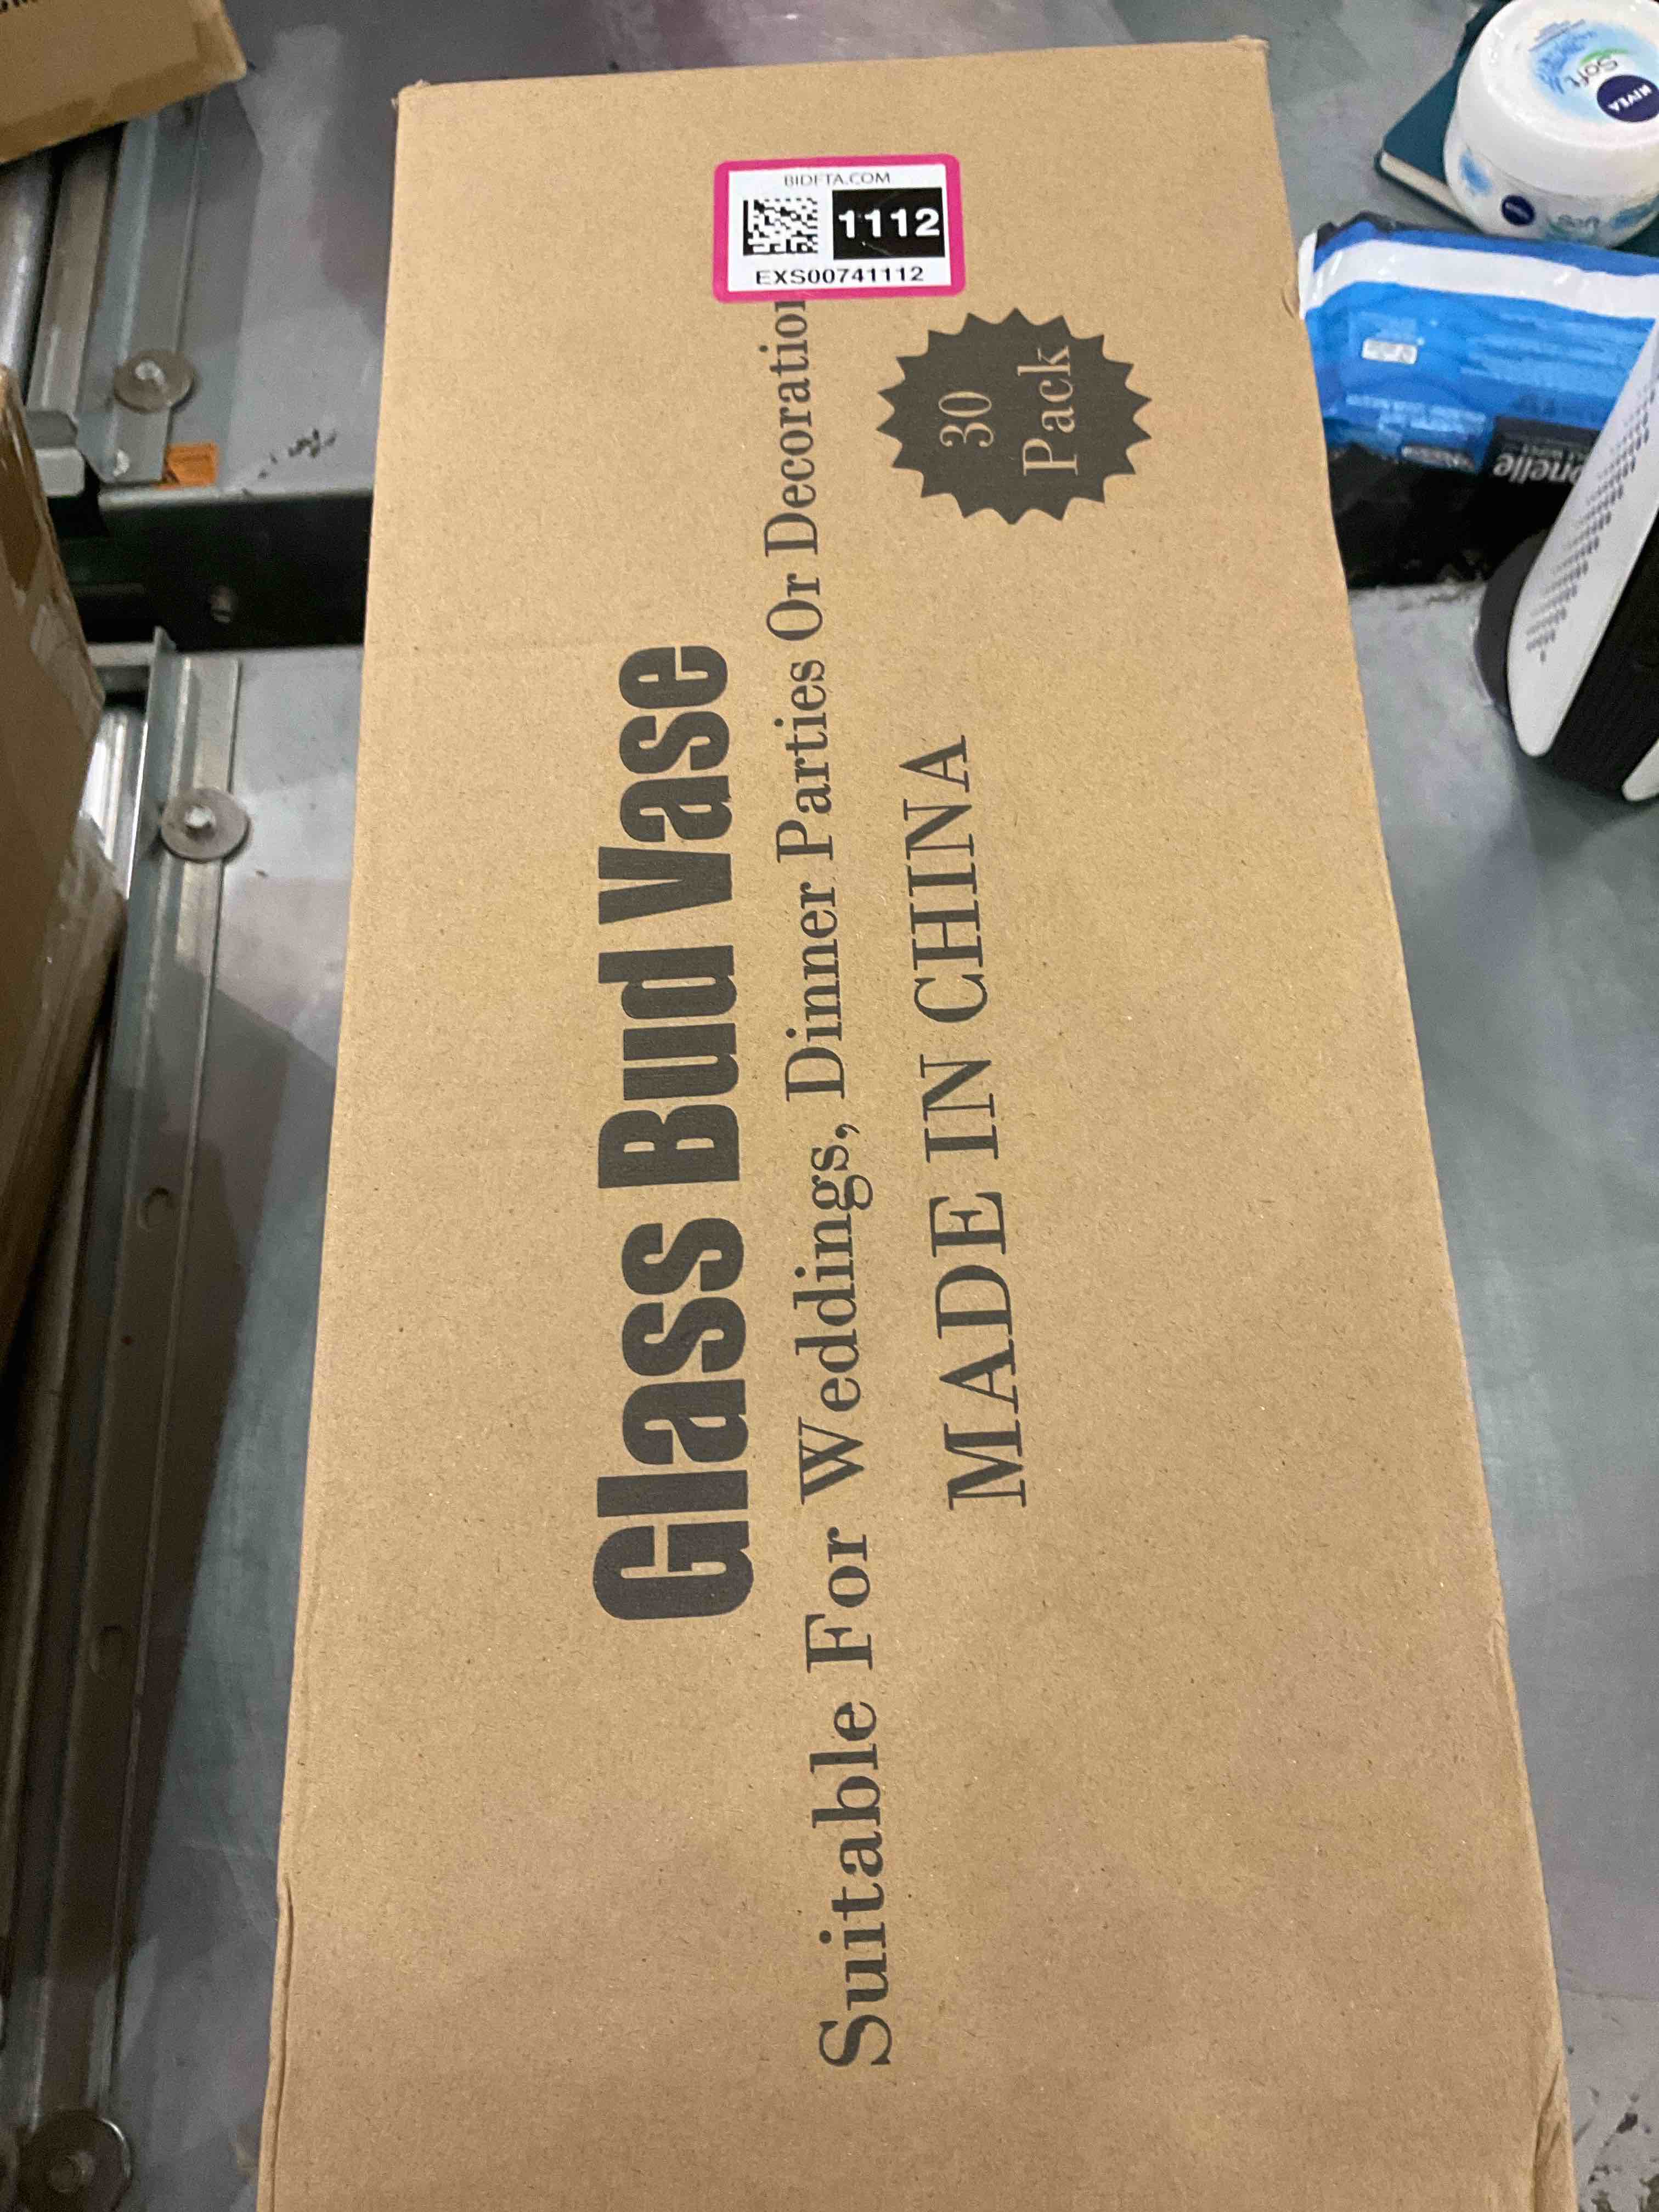 BIDFTA.COM
1112
EXS00741112
Glass Bud Vase
Suitable For Weddings, Dinner Parties Or Decoration
MADE IN CHINA
30
Pack
NIVEA
Soft
Soft